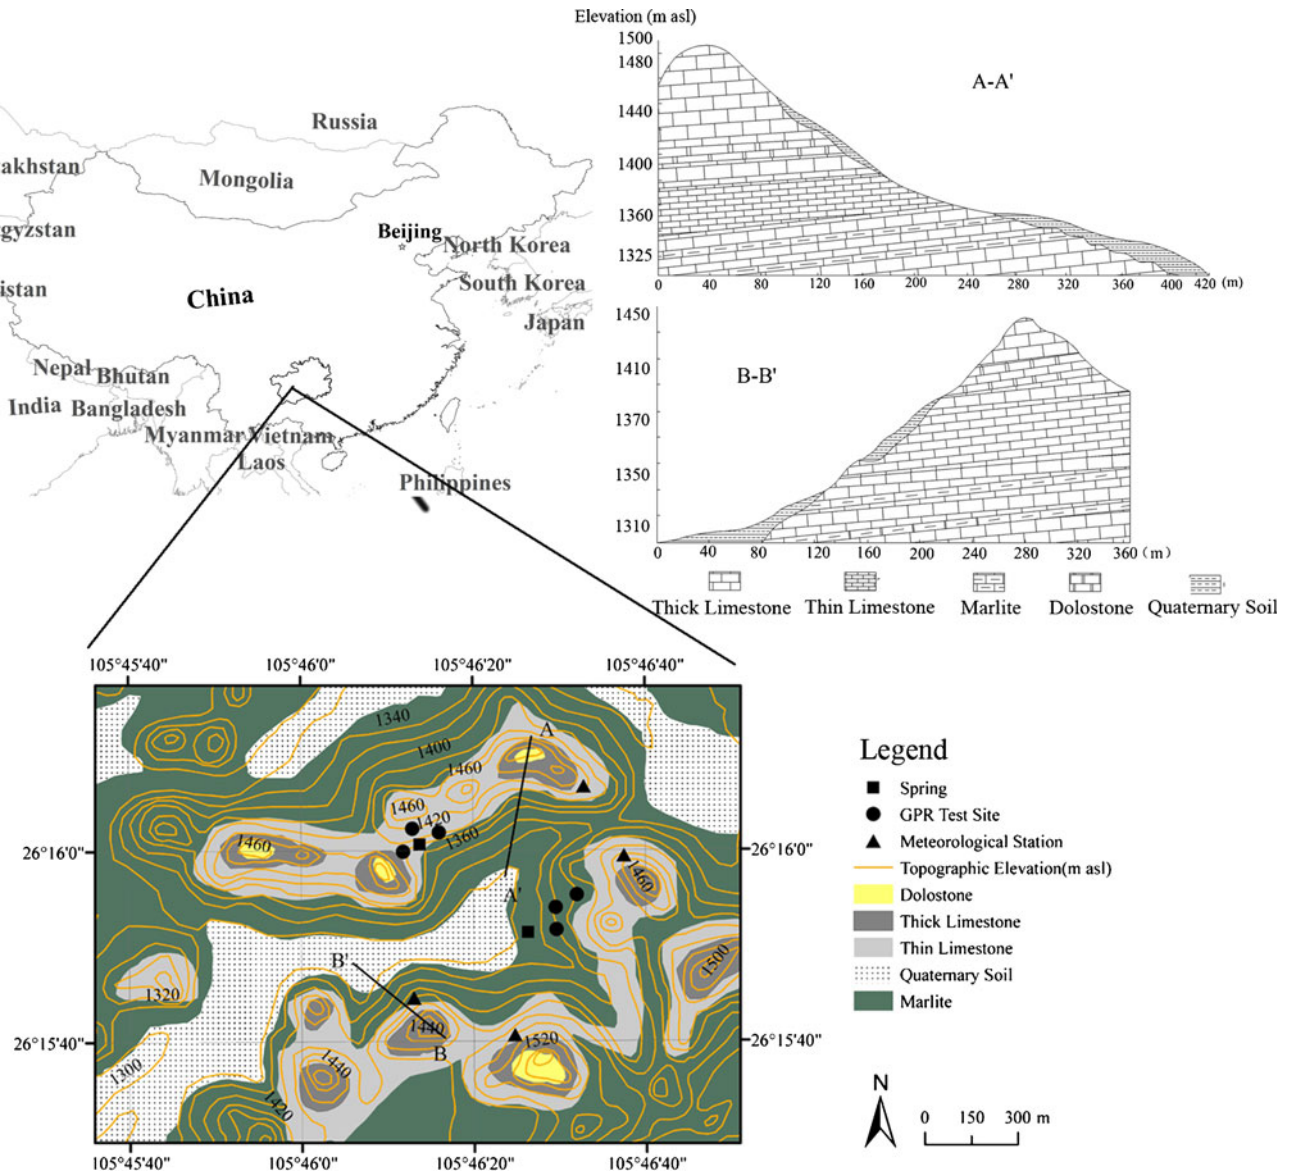 Elevation (m asl)
1500
1480
1440
1400
1360
1325
A-A'
0 40 80 120 160 200 240 280 320 360 400 420 (m)
Russia
akhstan
Mongolia
gyzstan
Beijing
North Korea
istan
China
South Korea
Japan
Nepal Bhutan
India Bangladesh
Myanmar Vietnam
Laos
Philippines
1450
1410
1370
1350
1310
B-B'
0 40 80 120 160 200 240 280 320 360 (m)
Thick Limestone Thin Limestone Marlite Dolostone Quaternary Soil
105°45'40" 105°46'0" 105°46'20" 105°46'40"
1340
A
1400
1460
1460
1420
1360
1460
26°16'0" 26°16'0"
1460
A'
B'
1500
1320
1440
1520
B
26°15'40" 26°15'40"
1300
1440
1420
105°45'40" 105°46'0" 105°46'20" 105°46'40"
Legend
Spring
GPR Test Site
Meteorological Station
Topographic Elevation(m asl)
Dolostone
Thick Limestone
Thin Limestone
Quaternary Soil
Marlite
N
0 150 300 m